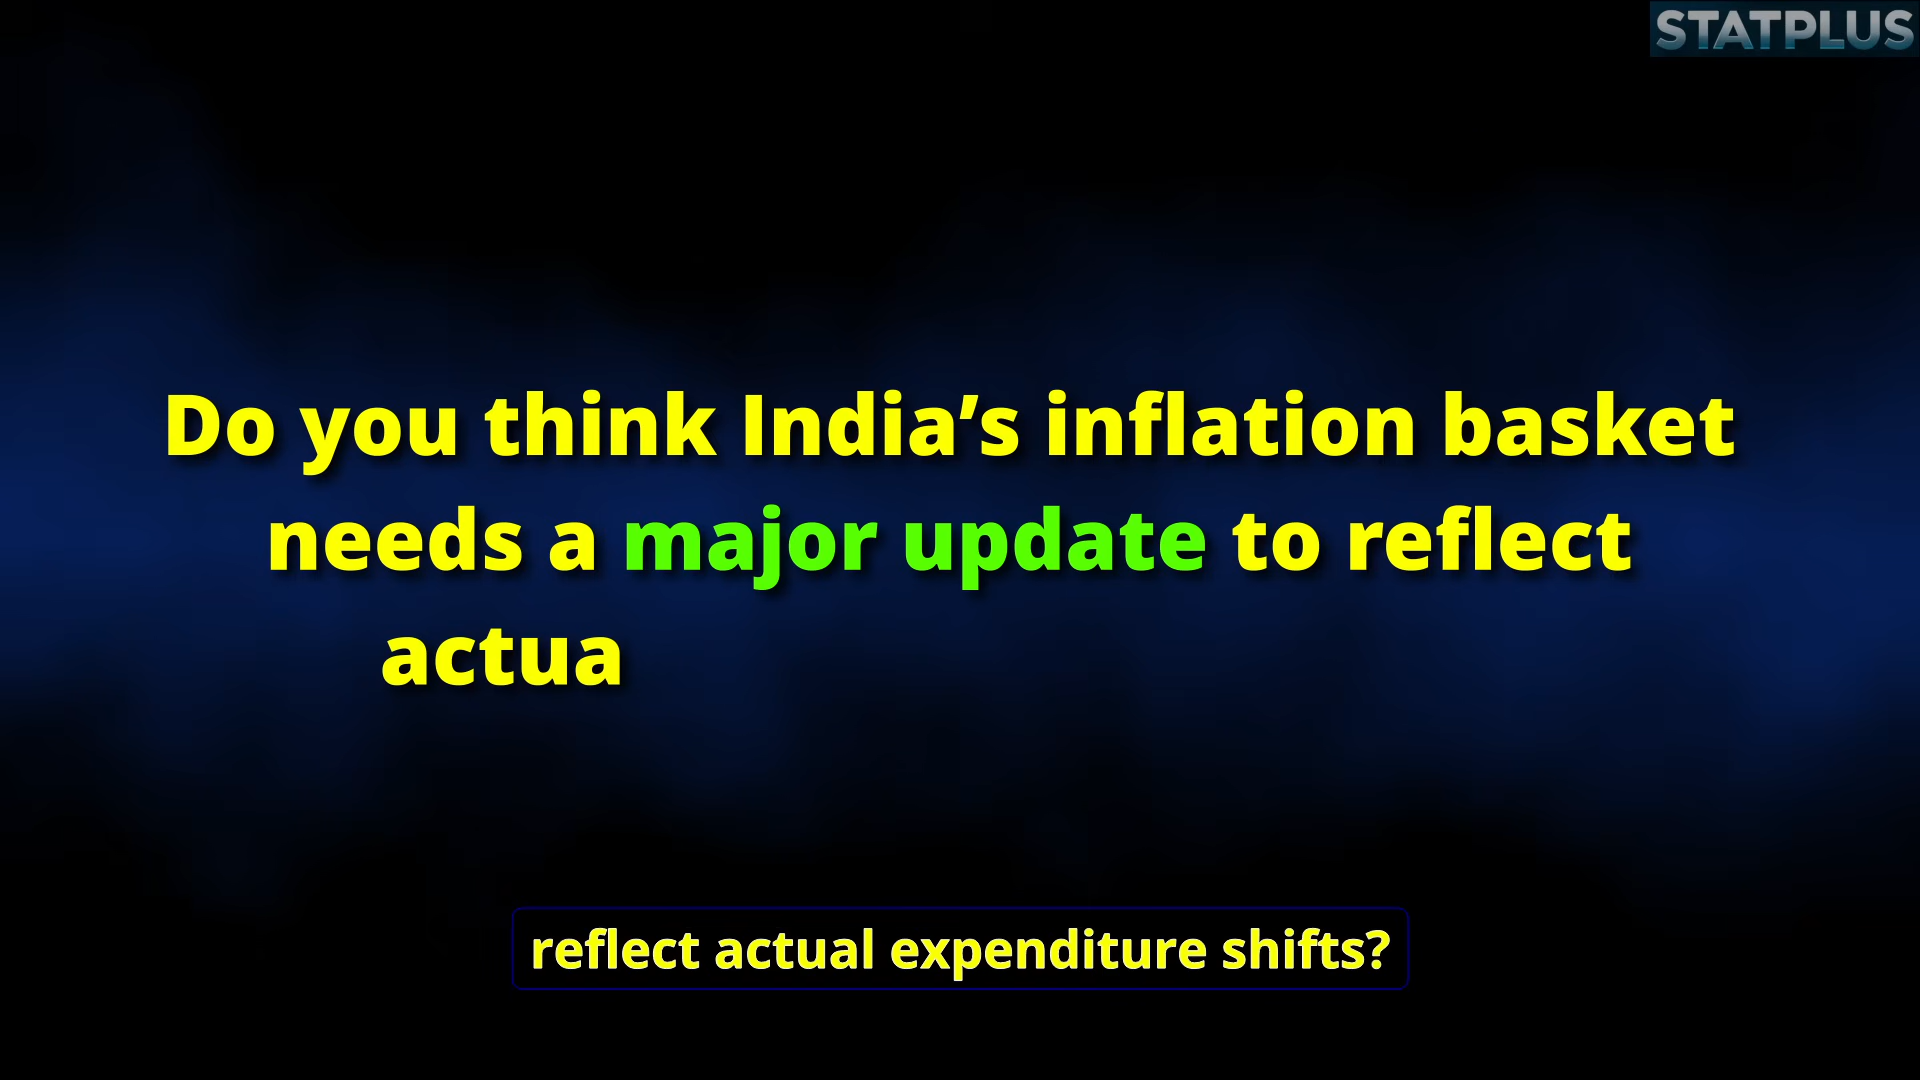 STATPLUS
Do you think India’s inflation basket
needs a major update to reflect
actua
reflect actual expenditure shifts?